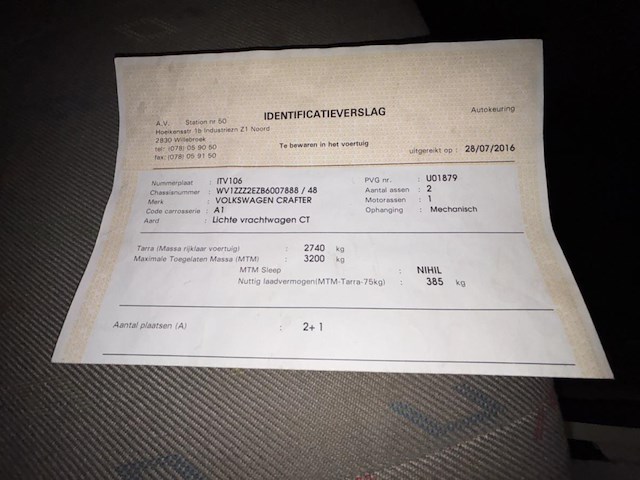 IDENTIFICATIEVERSLAG
Autokeuring
A.V. Station nr 50
Hoeikensstr 1b Industriezn Z1 Noord
2830 Willebroek
tel: (078) 05 90 50
fax: (078) 05 91 50
Te bewaren in het voertuig
uitgereikt op : 28/07/2016
Nummerplaat : ITV106
PVG nr. : U01879
Chassisnummer : WV1ZZZ2EZB6007888 / 48
Aantal assen : 2
Merk : VOLKSWAGEN CRAFTER
Motorassen : 1
Code carrosserie : A1
Ophanging : Mechanisch
Aard : Lichte vrachtwagen CT
Tarra (Massa rijklaar voertuig) : 2740 kg
Maximale Toegelaten Massa (MTM) : 3200 kg
MTM Sleep : NIHIL
Nuttig laadvermogen(MTM-Tarra-75kg) : 385 kg
Aantal plaatsen (A) : 2+ 1